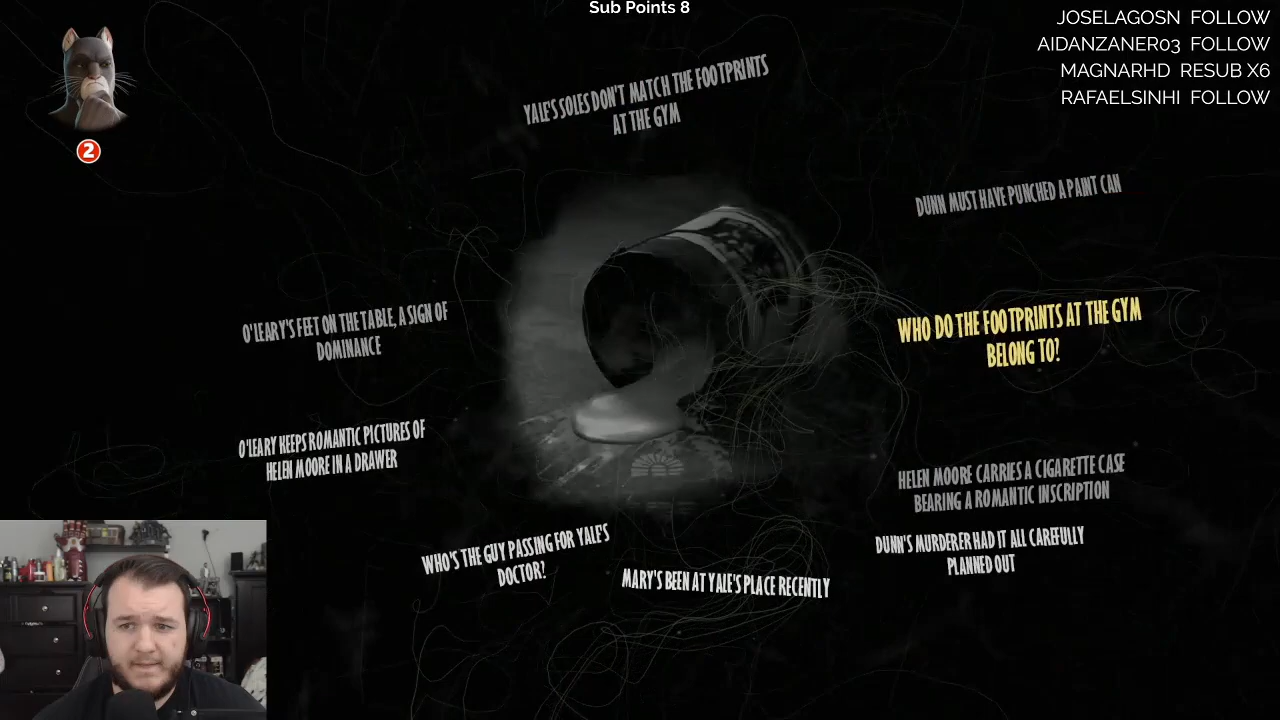 Sub Points 8
JOSELAGOSN FOLLOW
AIDANZANER03 FOLLOW
MAGNARHD RESUB X6
RAFAELSINHI FOLLOW
2
YALE'S SOLES DON'T MATCH THE FOOTPRINTS
AT THE GYM
DUNN MUST HAVE PUNCHED A PAINT CAN
WHO DO THE FOOTPRINTS AT THE GYM
BELONG TO?
O'LEARY'S FEET ON THE TABLE, A SIGN OF
DOMINANCE
O'LEARY KEEPS ROMANTIC PICTURES OF
HELEN MOORE IN A DRAWER
HELEN MOORE CARRIES A CIGARETTE CASE
BEARING A ROMANTIC INSCRIPTION
WHO'S THE GUY PASSING FOR YALE'S
DOCTOR?
MARY'S BEEN AT YALE'S PLACE RECENTLY
DUNN'S MURDERER HAD IT ALL CAREFULLY
PLANNED OUT